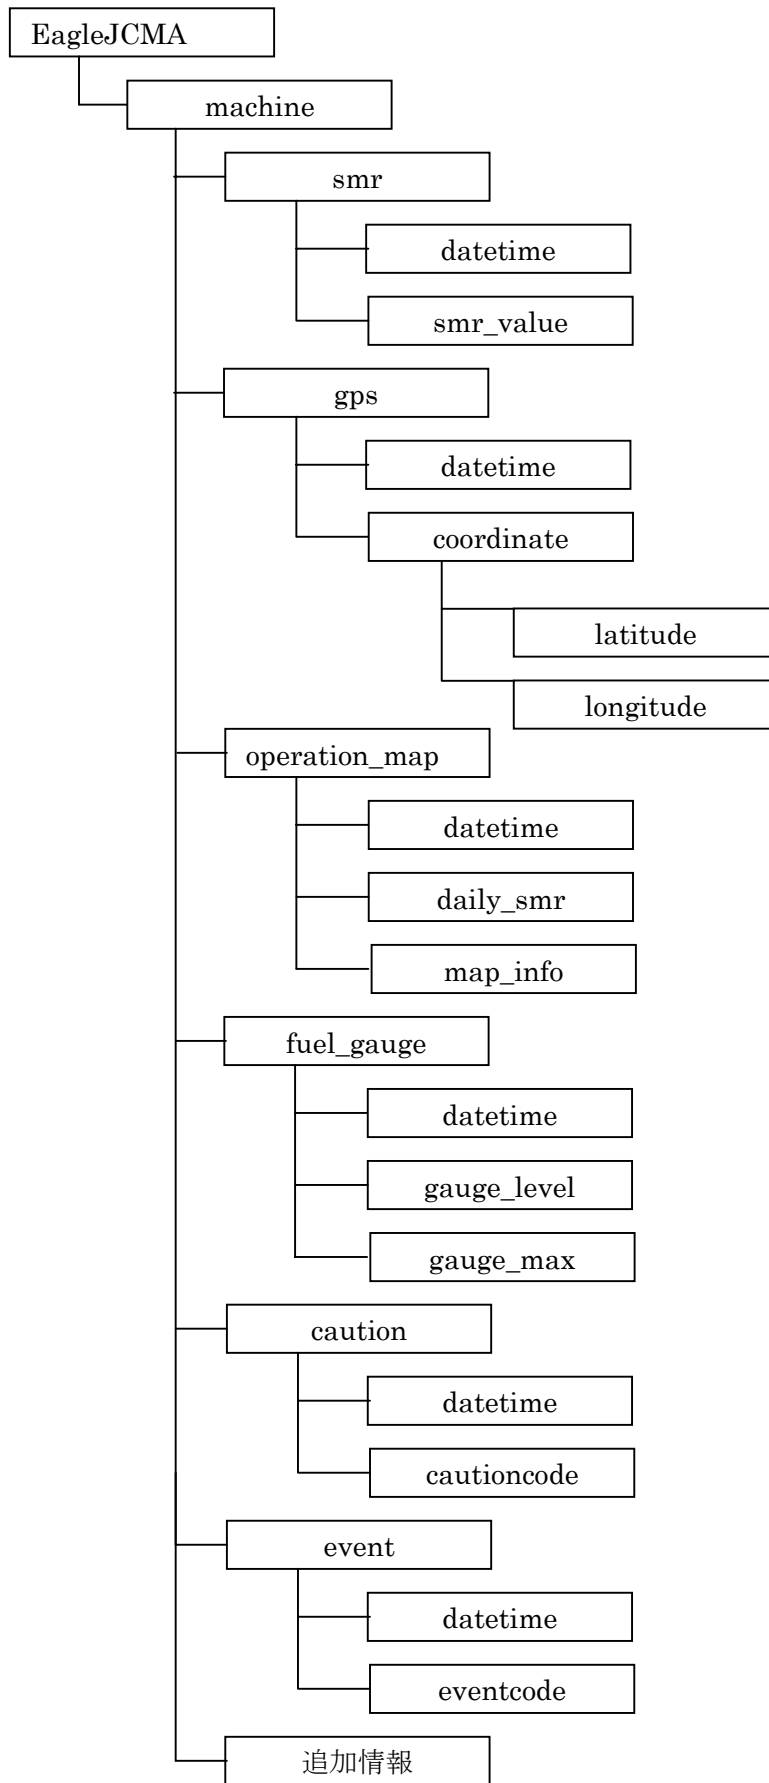 EagleJCMA
machine
smr
datetime
smr_value
gps
datetime
coordinate
latitude
longitude
operation_map
datetime
daily_smr
map_info
fuel_gauge
datetime
gauge_level
gauge_max
caution
datetime
cautioncode
event
datetime
eventcode
追加情報